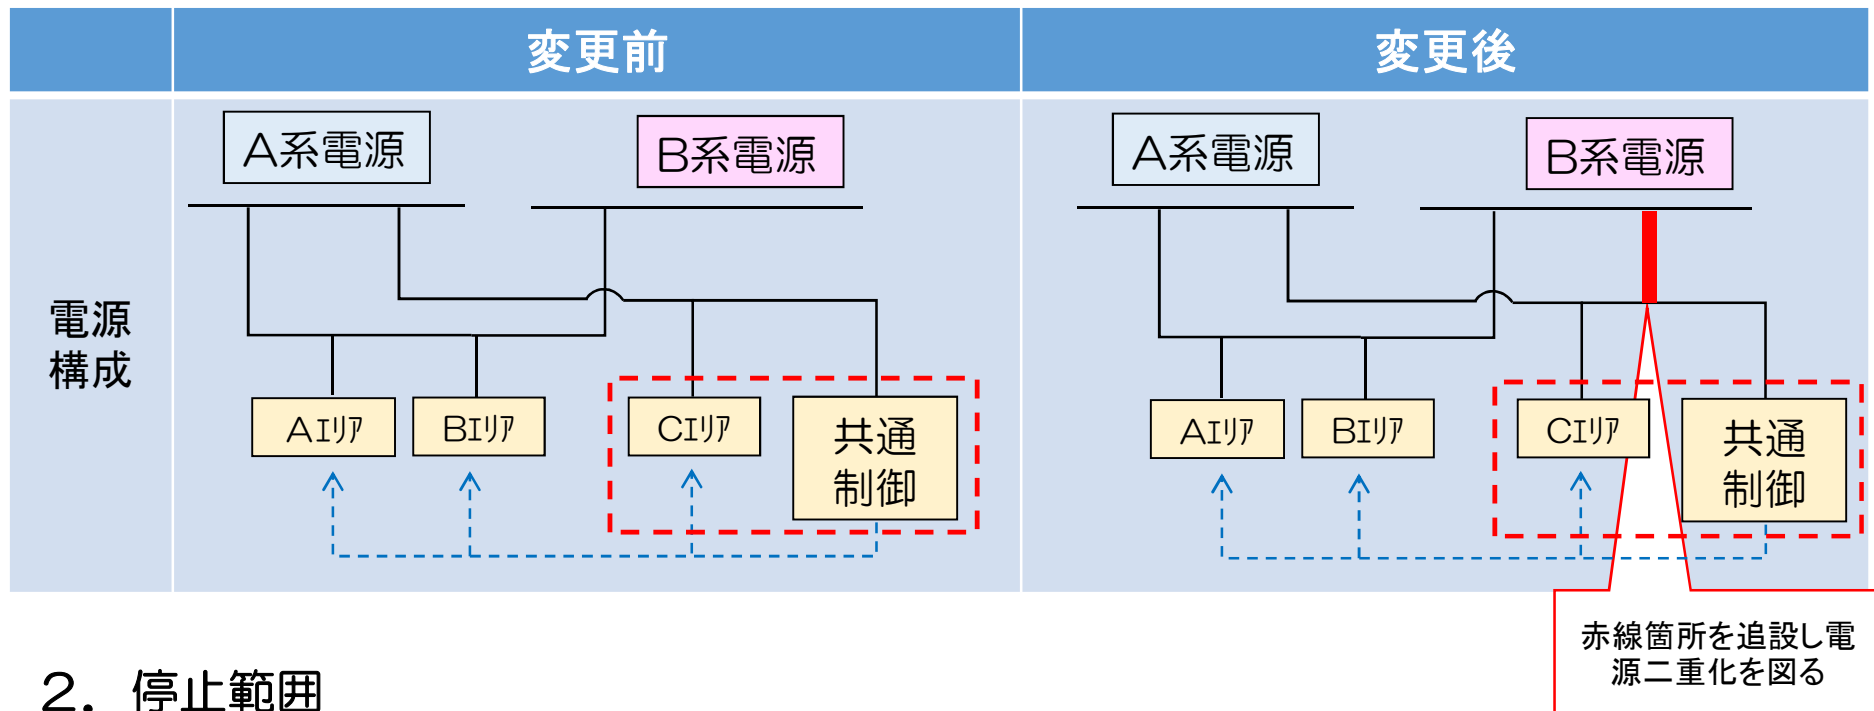 変更前
変更後
電源
構成
A系電源
B系電源
Aｴﾘｱ
Bｴﾘｱ
Cｴﾘｱ
共通
制御
A系電源
B系電源
Aｴﾘｱ
Bｴﾘｱ
Cｴﾘｱ
共通
制御
赤線箇所を追設し電
源二重化を図る
２．停止範囲